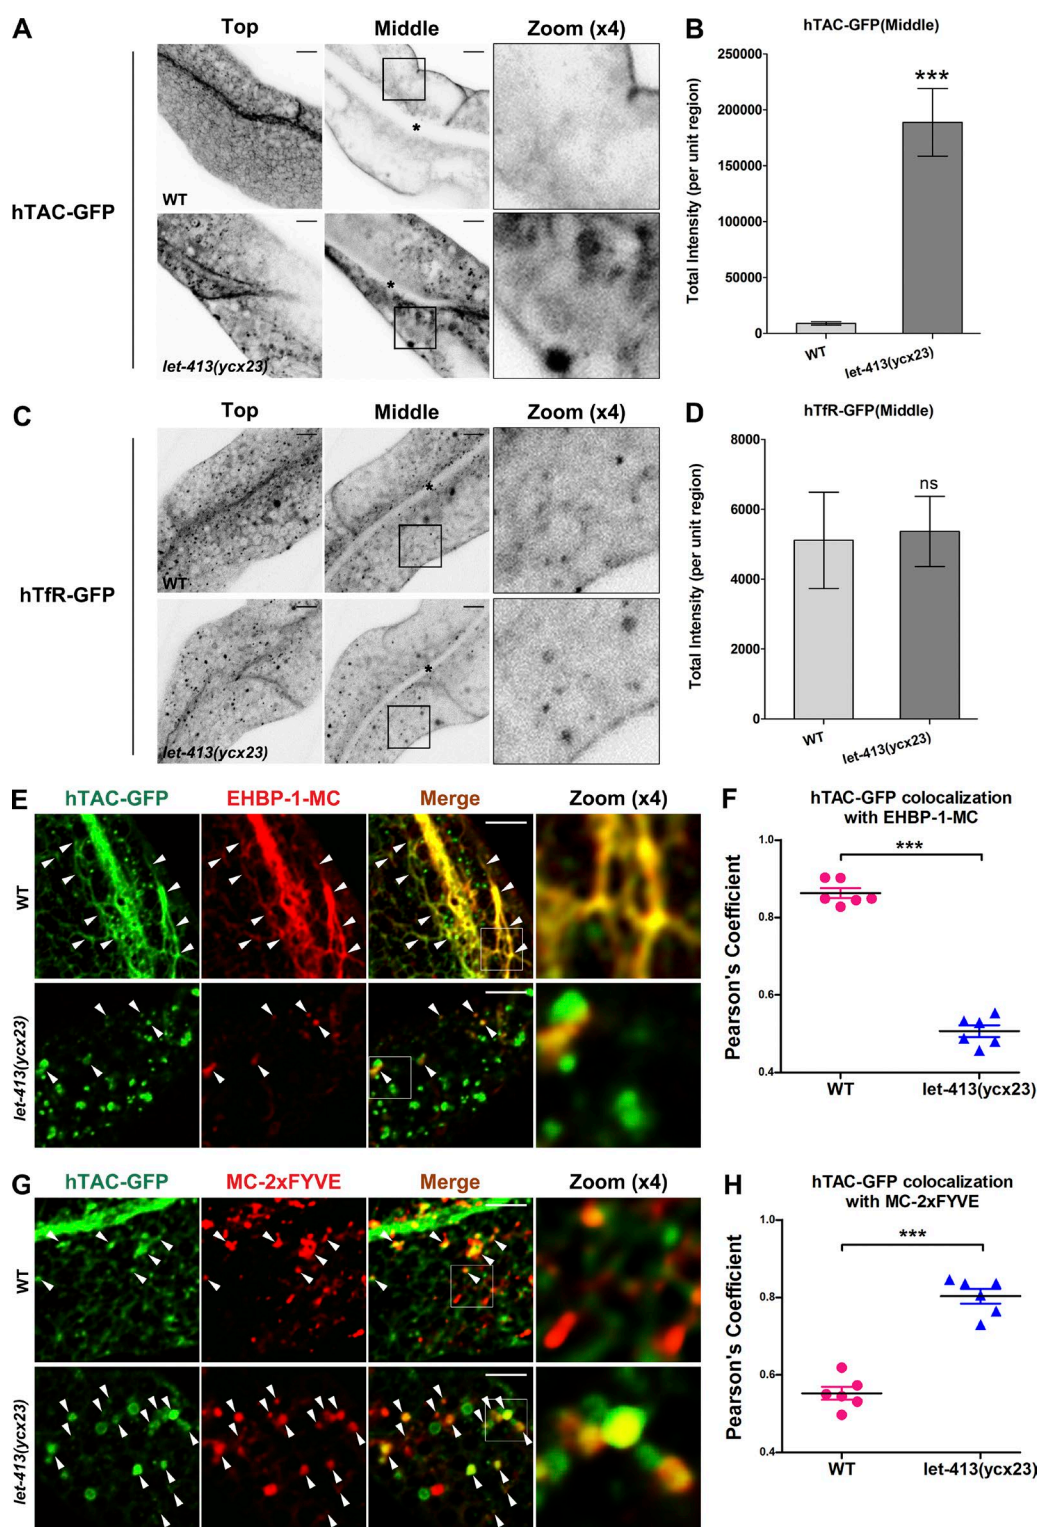 A
Top
Middle
Zoom (x4)
hTAC-GFP
*
WT
*
let-413(ycx23)
B
hTAC-GFP(Middle)
Total Intensity (per unit region)
250000
200000
150000
100000
50000
0
***
WT
let-413(ycx23)
C
Top
Middle
Zoom (x4)
hTfR-GFP
*
WT
*
let-413(ycx23)
D
hTfR-GFP(Middle)
Total Intensity (per unit region)
8000
6000
4000
2000
0
ns
WT
let-413(ycx23)
E
hTAC-GFP
EHBP-1-MC
Merge
Zoom (x4)
WT
let-413(ycx23)
F
hTAC-GFP colocalization
with EHBP-1-MC
Pearson's Coefficient
1.0
0.8
0.6
0.4
***
WT
let-413(ycx23)
G
hTAC-GFP
MC-2xFYVE
Merge
Zoom (x4)
WT
let-413(ycx23)
H
hTAC-GFP colocalization
with MC-2xFYVE
Pearson's Coefficient
1.0
0.8
0.6
0.4
***
WT
let-413(ycx23)